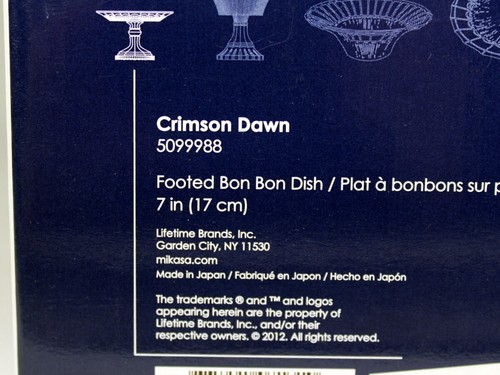 Crimson Dawn
5099988
Footed Bon Bon Dish / Plat à bonbons sur
7 in (17 cm)
Lifetime Brands, Inc.
Garden City, NY 11530
mikasa.com
Made in Japan / Fabriqué en Japon / Hecho en Japón
The trademarks ® and ™ and logos
appearing herein are the property of
Lifetime Brands, Inc., and/or their
respective owners. © 2012. All rights reserved.